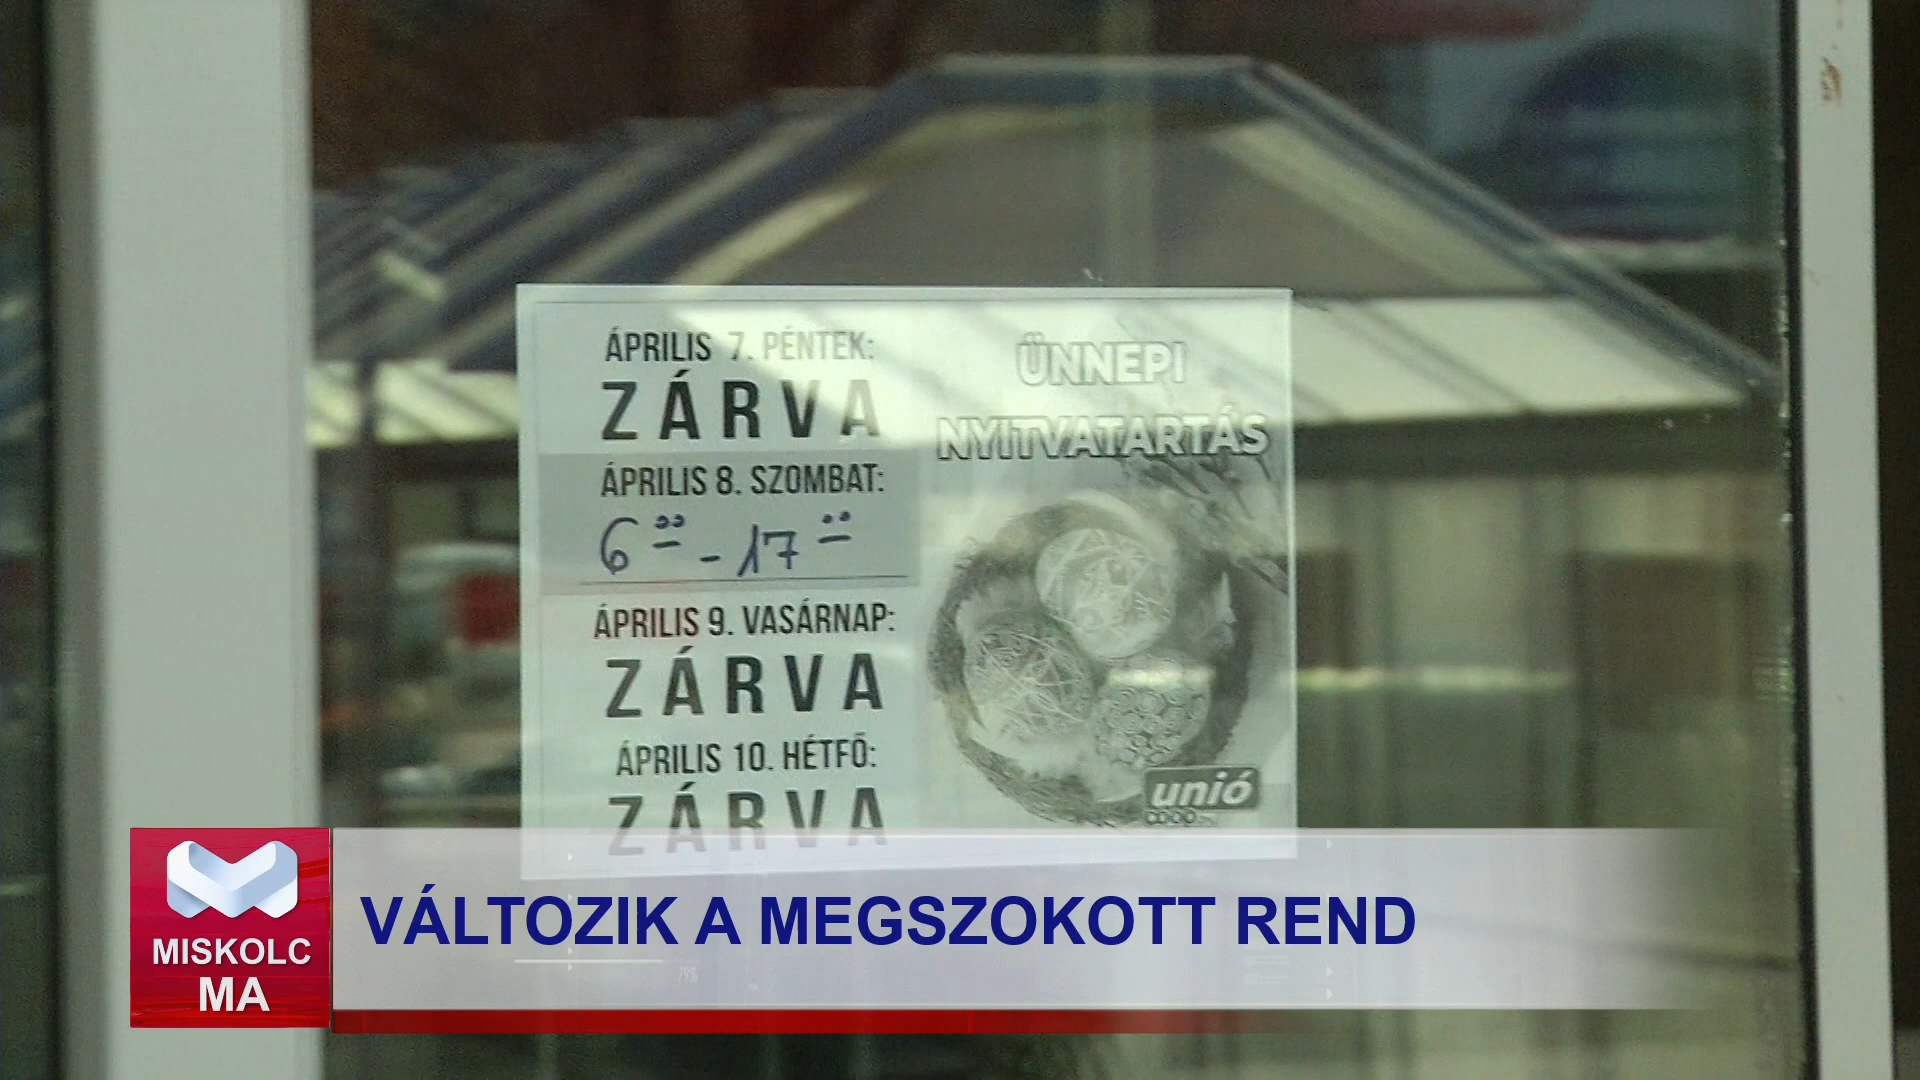 ÁPRILIS 7. PÉNTEK:
ZÁRVA
ÁPRILIS 8. SZOMBAT:
6⁰⁰ - 17⁰⁰
ÁPRILIS 9. VASÁRNAP:
ZÁRVA
ÁPRILIS 10. HÉTFŐ:
ZÁRVA
ÜNNEPI
NYITVATARTÁS
unió
coop
MISKOLC
MA
VÁLTOZIK A MEGSZOKOTT REND